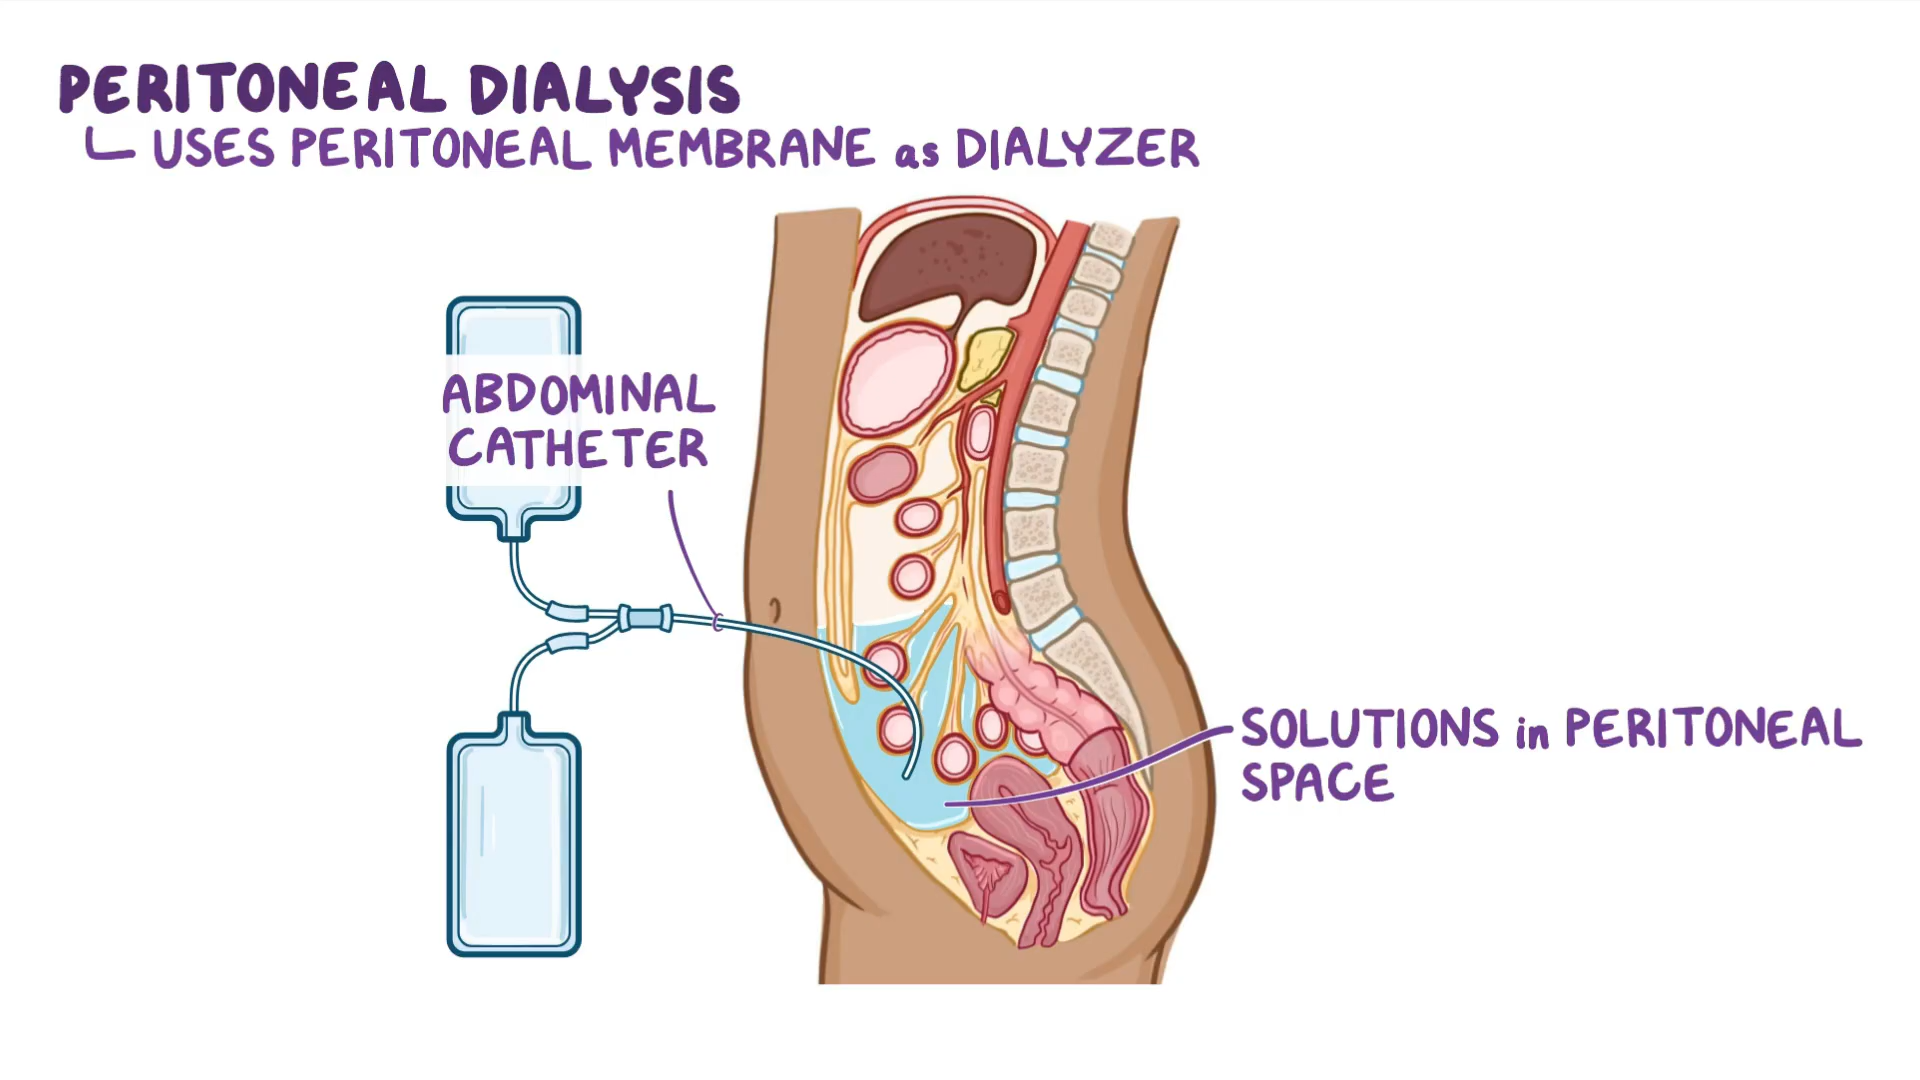 PERITONEAL DIALYSIS
USES PERITONEAL MEMBRANE as DIALYZER
ABDOMINAL
CATHETER
SOLUTIONS in PERITONEAL
SPACE